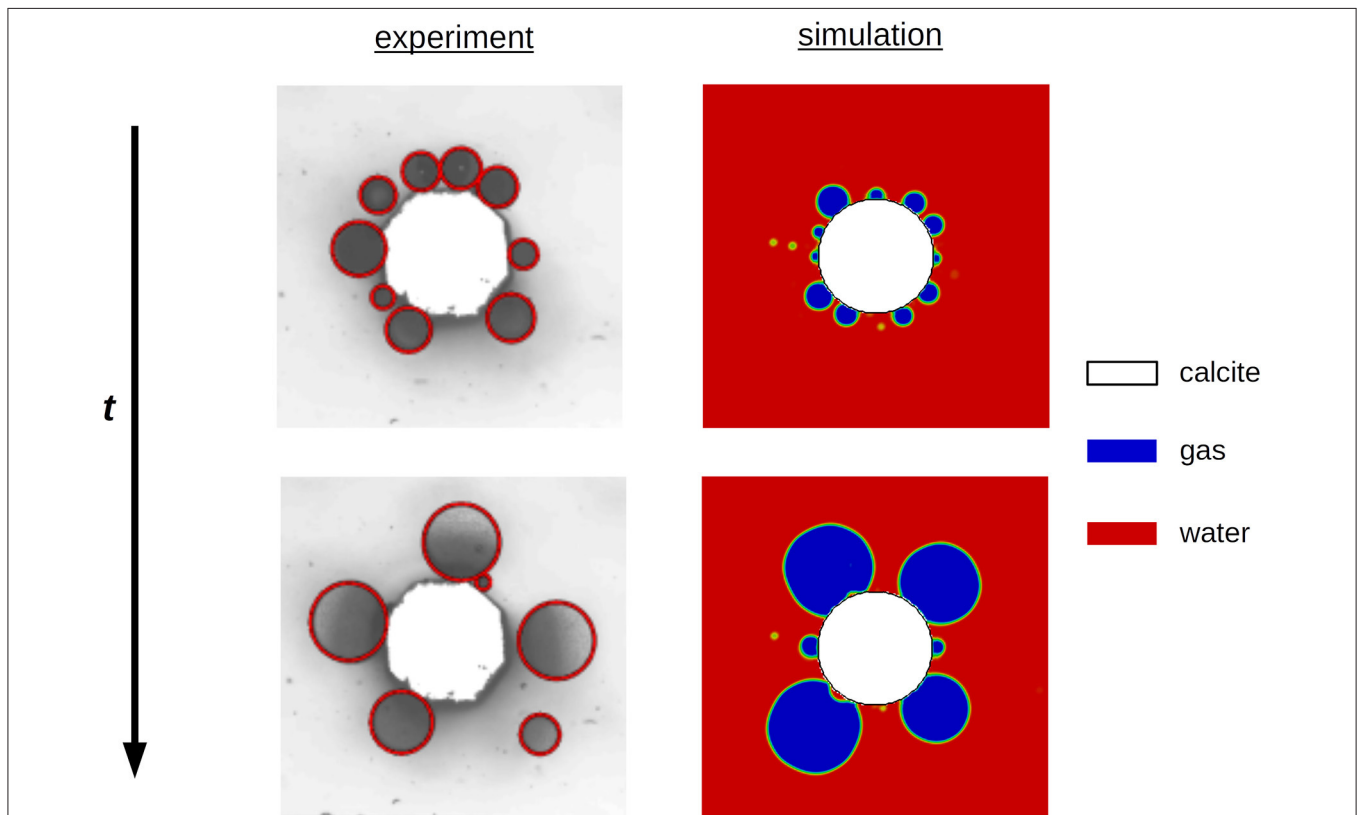 experiment
simulation
t
calcite
gas
water